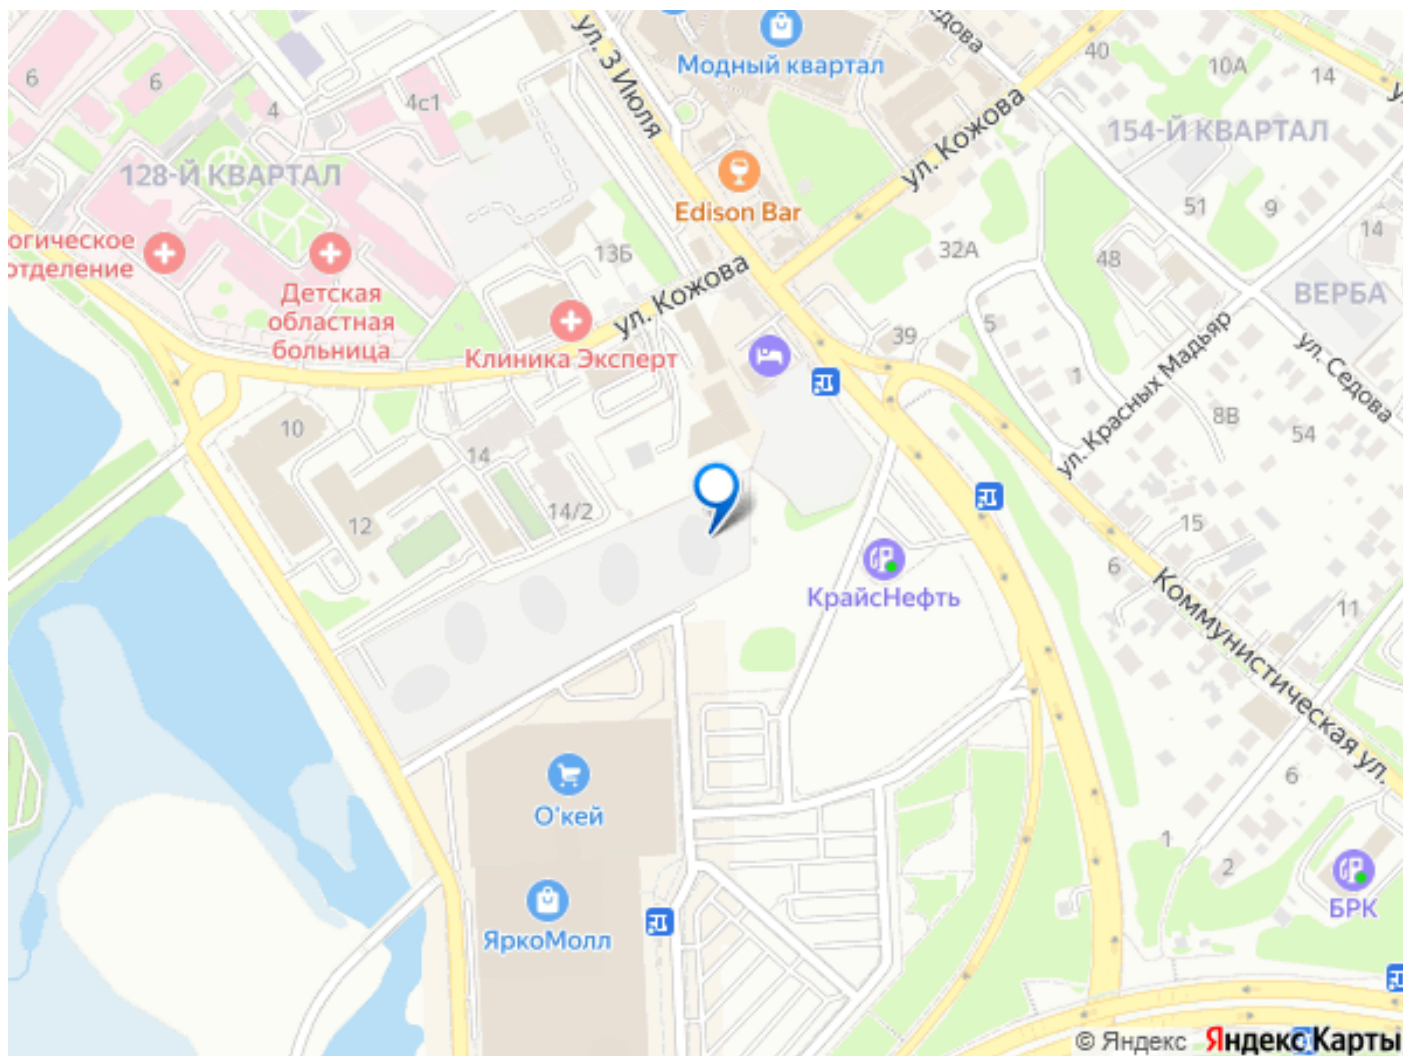 ул. 3 Июля
Модный квартал
Седова
40
10А
14
6
6
4
4с1
128-Й КВАРТАЛ
154-Й КВАРТАЛ
ул. Кожова
Edison Bar
51
9
14
отделение
Детская
областная
больница
13Б
ул. Кожова
32А
48
ВЕРБА
Клиника Эксперт
39
5
1
ул. Красных Мадьяр
ул. Седова
8В
54
10
14
12
14/2
15
6
КрайсНефть
11
Коммунистическая ул.
О'кей
6
1
2
ЯркоМолл
БРК
© Яндекс Яндекс Карты